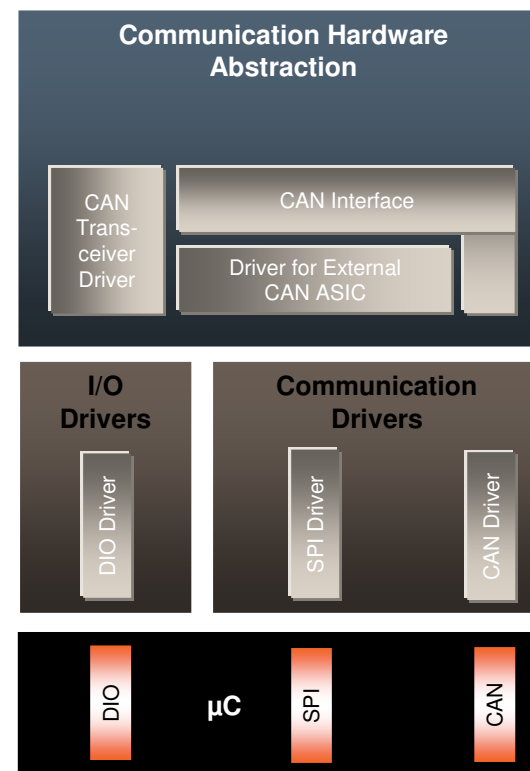 Communication Hardware
Abstraction
CAN
Trans-
ceiver
Driver
CAN Interface
Driver for External
CAN ASIC
I/O
Drivers
Communication
Drivers
DIO Driver
SPI Driver
CAN Driver
DIO
µC
SPI
CAN